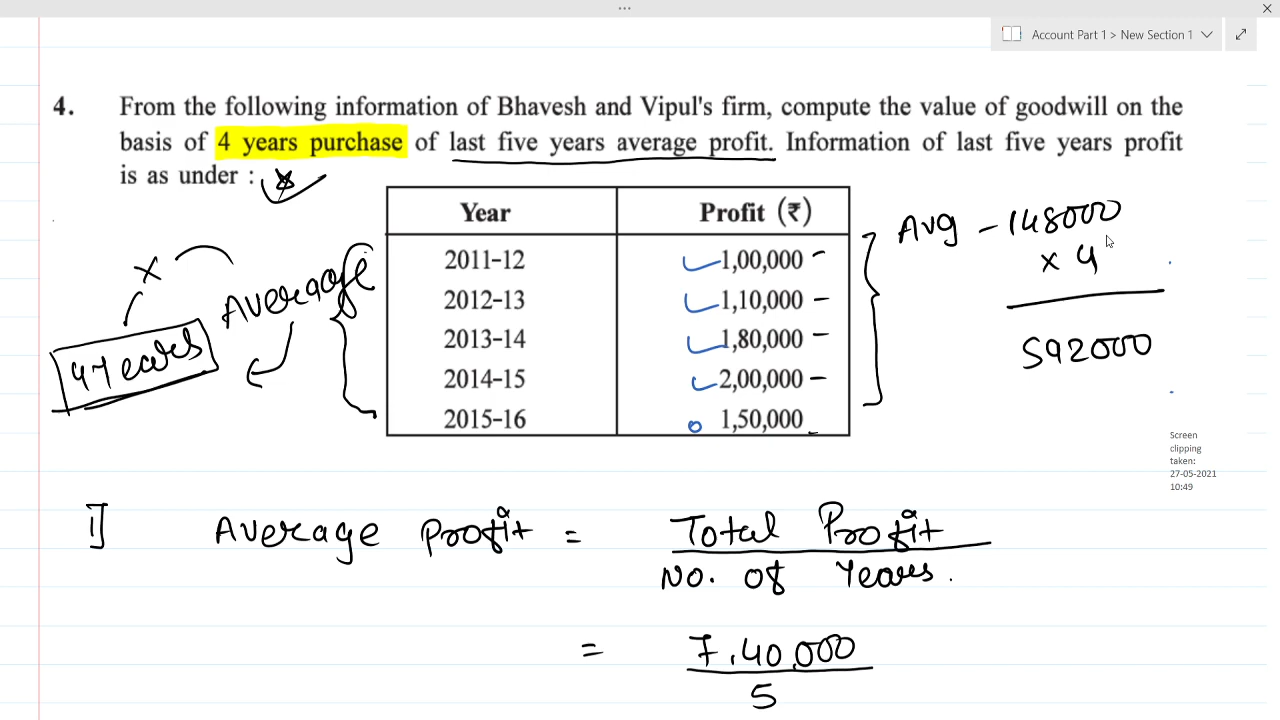 Account Part 1 > New Section 1
4. From the following information of Bhavesh and Vipul's firm, compute the value of goodwill on the
basis of 4 years purchase of last five years average profit. Information of last five years profit
is as under :
Year Profit (₹)
2011-12 1,00,000 -
2012-13 1,10,000 -
2013-14 1,80,000 -
2014-15 2,00,000 -
2015-16 1,50,000 -
4 Years
x
Average
Avg - 148000
x 4
592000
Screen
clipping
taken:
27-05-2021
10:49
1] Average Profit = Total Profit
No. of Years.
= 7,40,000
5